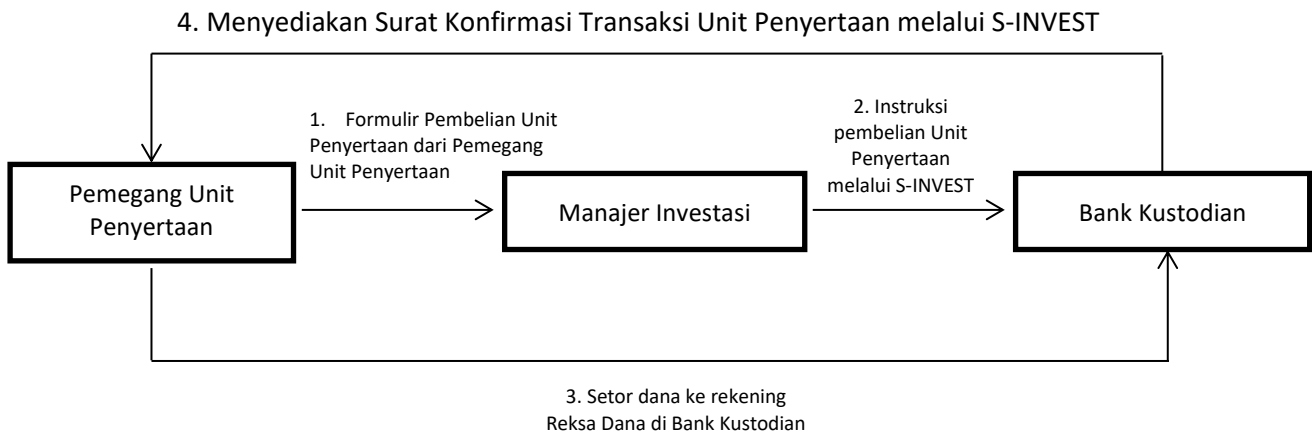 4. Menyediakan Surat Konfirmasi Transaksi Unit Penyertaan melalui S-INVEST
1. Formulir Pembelian Unit
Penyertaan dari Pemegang
Unit Penyertaan
2. Instruksi
pembelian Unit
Penyertaan
melalui S-INVEST
Pemegang Unit
Penyertaan
Manajer Investasi
Bank Kustodian
3. Setor dana ke rekening
Reksa Dana di Bank Kustodian